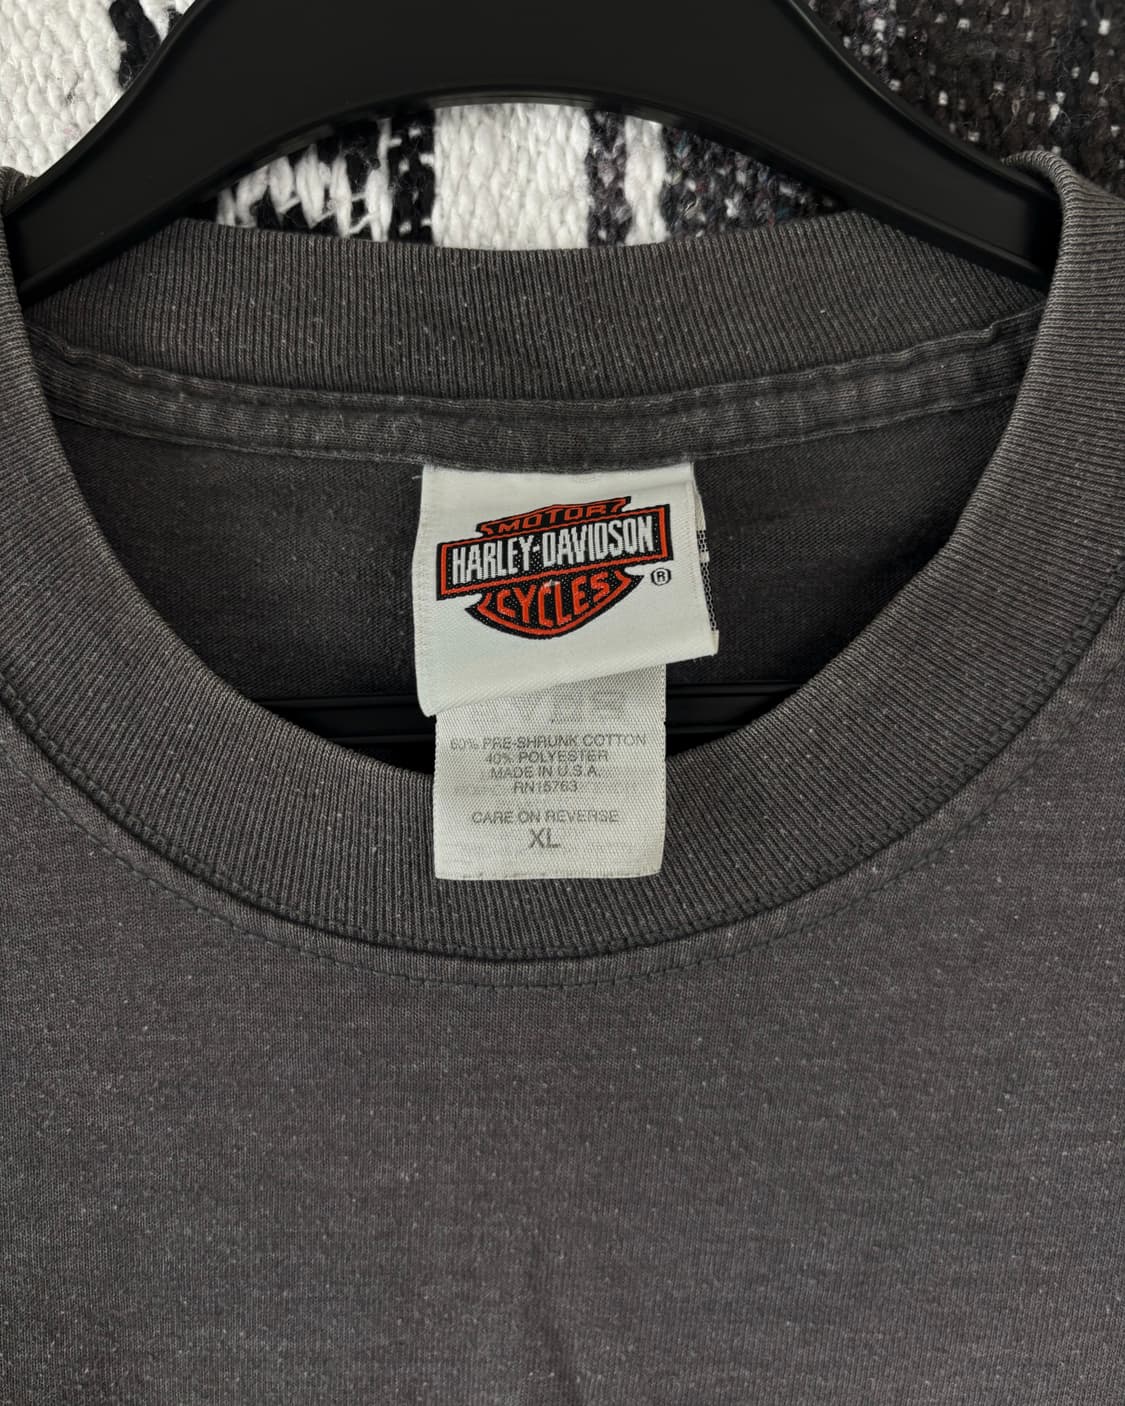 MOTOR
HARLEY-DAVIDSON
CYCLES
®
60% PRE-SHRUNK COTTON
40% POLYESTER
MADE IN U.S.A.
RN15763
CARE ON REVERSE
XL